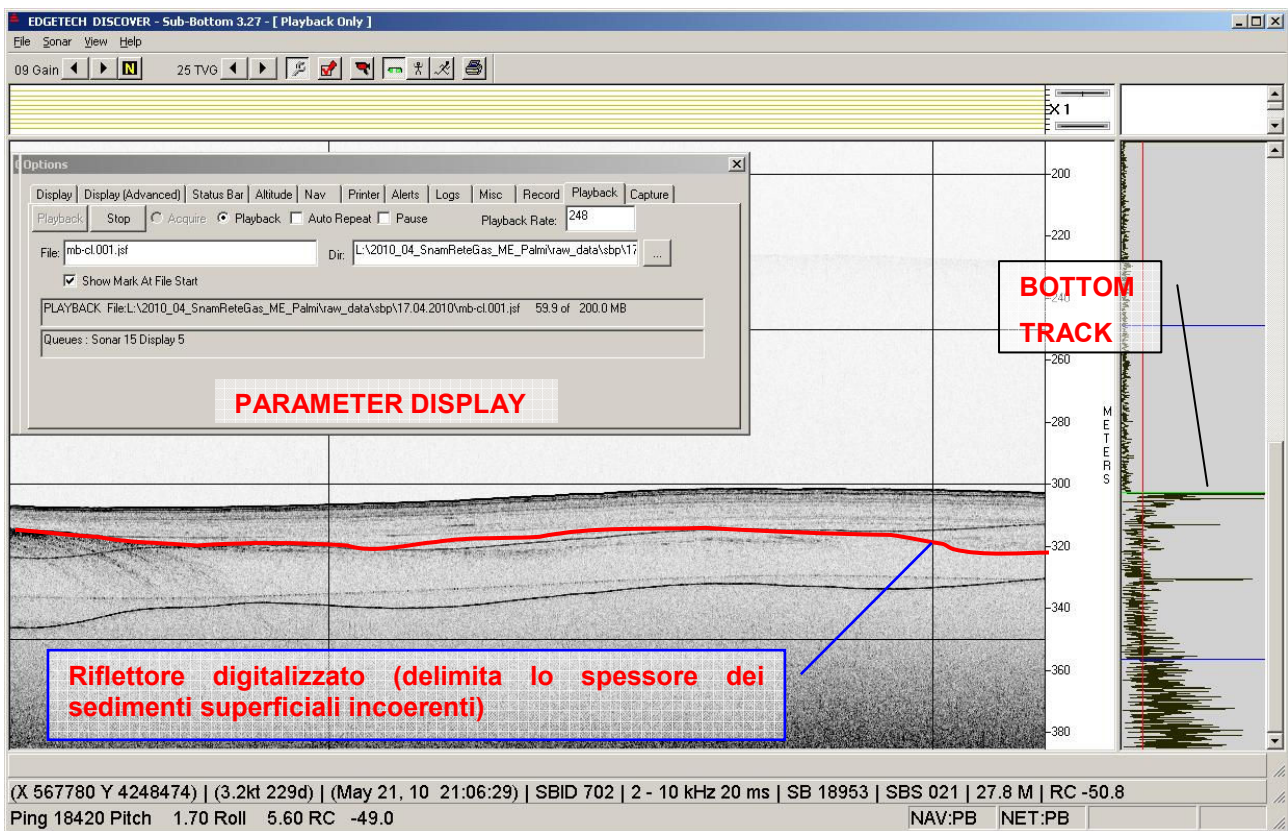 EDGETECH DISCOVER - Sub-Bottom 3.27 - [ Playback Only ]
File Sonar View Help
09 Gain N 25 TVG
X 1
Options
Display Display (Advanced) Status Bar Altitude Nav Printer Alerts Logs Misc Record Playback Capture
Playback Stop Acquire Playback Auto Repeat Pause Playback Rate: 248
File: mb-cl.001.jsf Dir: L:\2010_04_SnamReteGas_ME_Palmi\raw_data\sbp\17
...
Show Mark At File Start
PLAYBACK File:L:\2010_04_SnamReteGas_ME_Palmi\raw_data\sbp\17.04.2010\mb-cl.001.jsf 59.9 of 200.0 MB
Queues : Sonar 15 Display 5
PARAMETER DISPLAY
-200
-220
-240
-260
-280
-300
-320
-340
-360
-380
METERS
BOTTOM
TRACK
Riflettore digitalizzato (delimita lo spessore dei
sedimenti superficiali incoerenti)
(X 567780 Y 4248474) | (3.2kt 229d) | (May 21, 10 21:06:29) | SBID 702 | 2 - 10 kHz 20 ms | SB 18953 | SBS 021 | 27.8 M | RC -50.8
Ping 18420 Pitch 1.70 Roll 5.60 RC -49.0 NAV:PB NET:PB